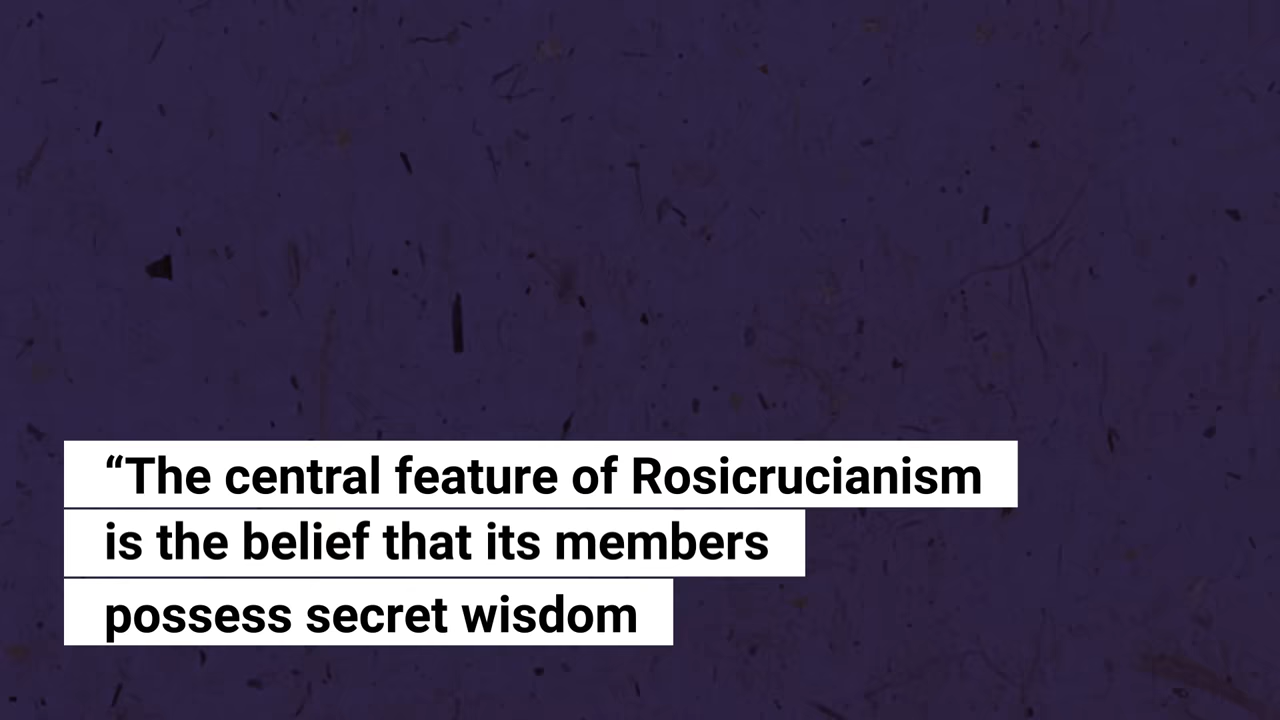 “The central feature of Rosicrucianism
is the belief that its members
possess secret wisdom